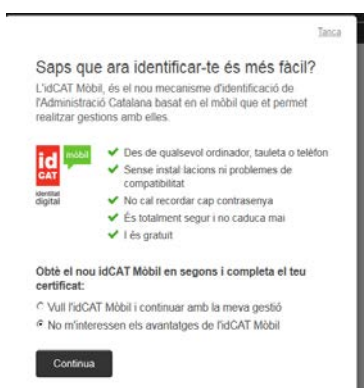 Tanca
Saps que ara identificar-te és més fàcil?
L'idCAT Mòbil, és el nou mecanisme d'identificació de
l'Administració Catalana basat en el mòbil que et permet
realitzar gestions amb elles.
id
CAT
mòbil
identitat
digital
Des de qualsevol ordinador, tauleta o telèfon
Sense instal lacions ni problemes de
compatibilitat
No cal recordar cap contrasenya
És totalment segur i no caduca mai
I és gratuït
Obtè el nou idCAT Mòbil en segons i completa el teu
certificat:
Vull l'idCAT Mòbil i continuar amb la meva gestió
No m'interessen els avantatges de l'idCAT Mòbil
Continua